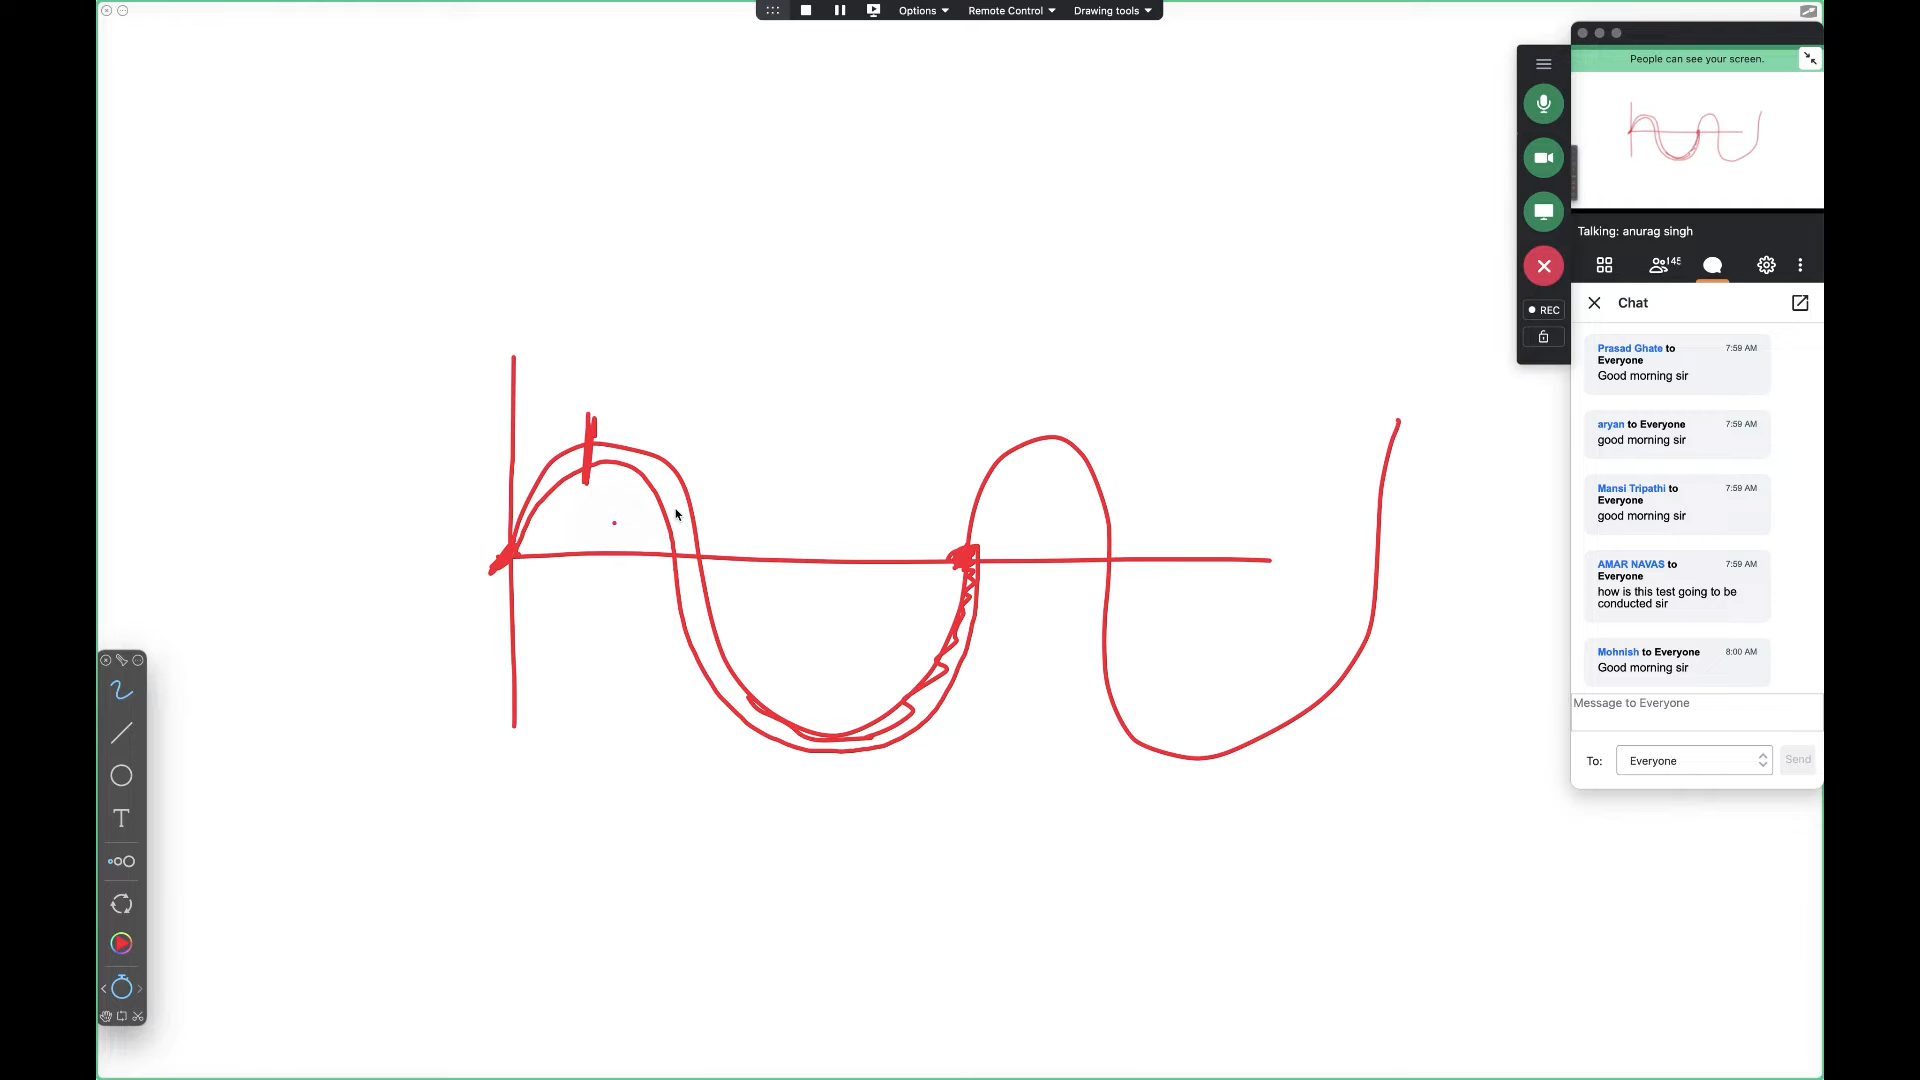 Options
Remote Control
Drawing tools
People can see your screen.
Talking: anurag singh
145
REC
Chat
Prasad Ghate to Everyone 7:59 AM
Good morning sir
aryan to Everyone 7:59 AM
good morning sir
Mansi Tripathi to Everyone 7:59 AM
good morning sir
AMAR NAVAS to Everyone 7:59 AM
how is this test going to be
conducted sir
Mohnish to Everyone 8:00 AM
Good morning sir
Message to Everyone
To: Everyone Send
T